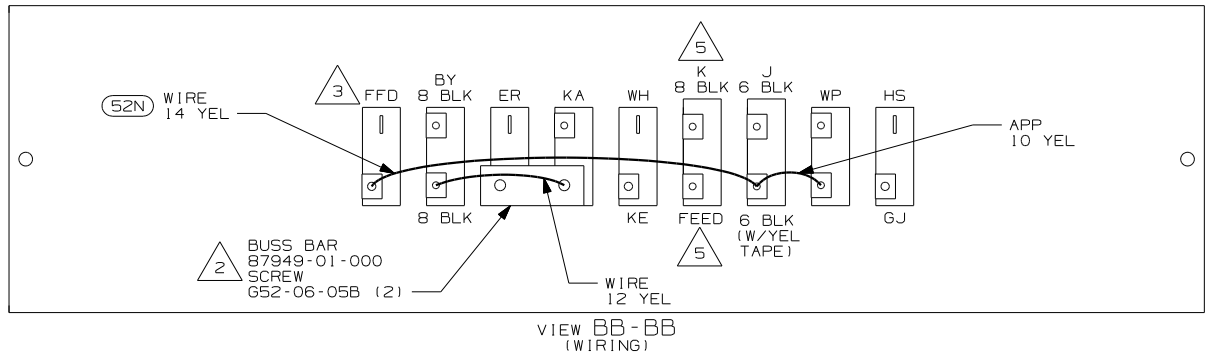 5
3
FFD
BY
8 BLK
ER
KA
WH
K
8 BLK
J
6 BLK
WP
HS
52N
WIRE
14 YEL
APP
10 YEL
8 BLK
KE
FEED
5
6 BLK
(W/YEL
TAPE)
GJ
2
BUSS BAR
87949-01-000
SCREW
G52-06-05B (2)
WIRE
12 YEL
VIEW BB-BB
(WIRING)